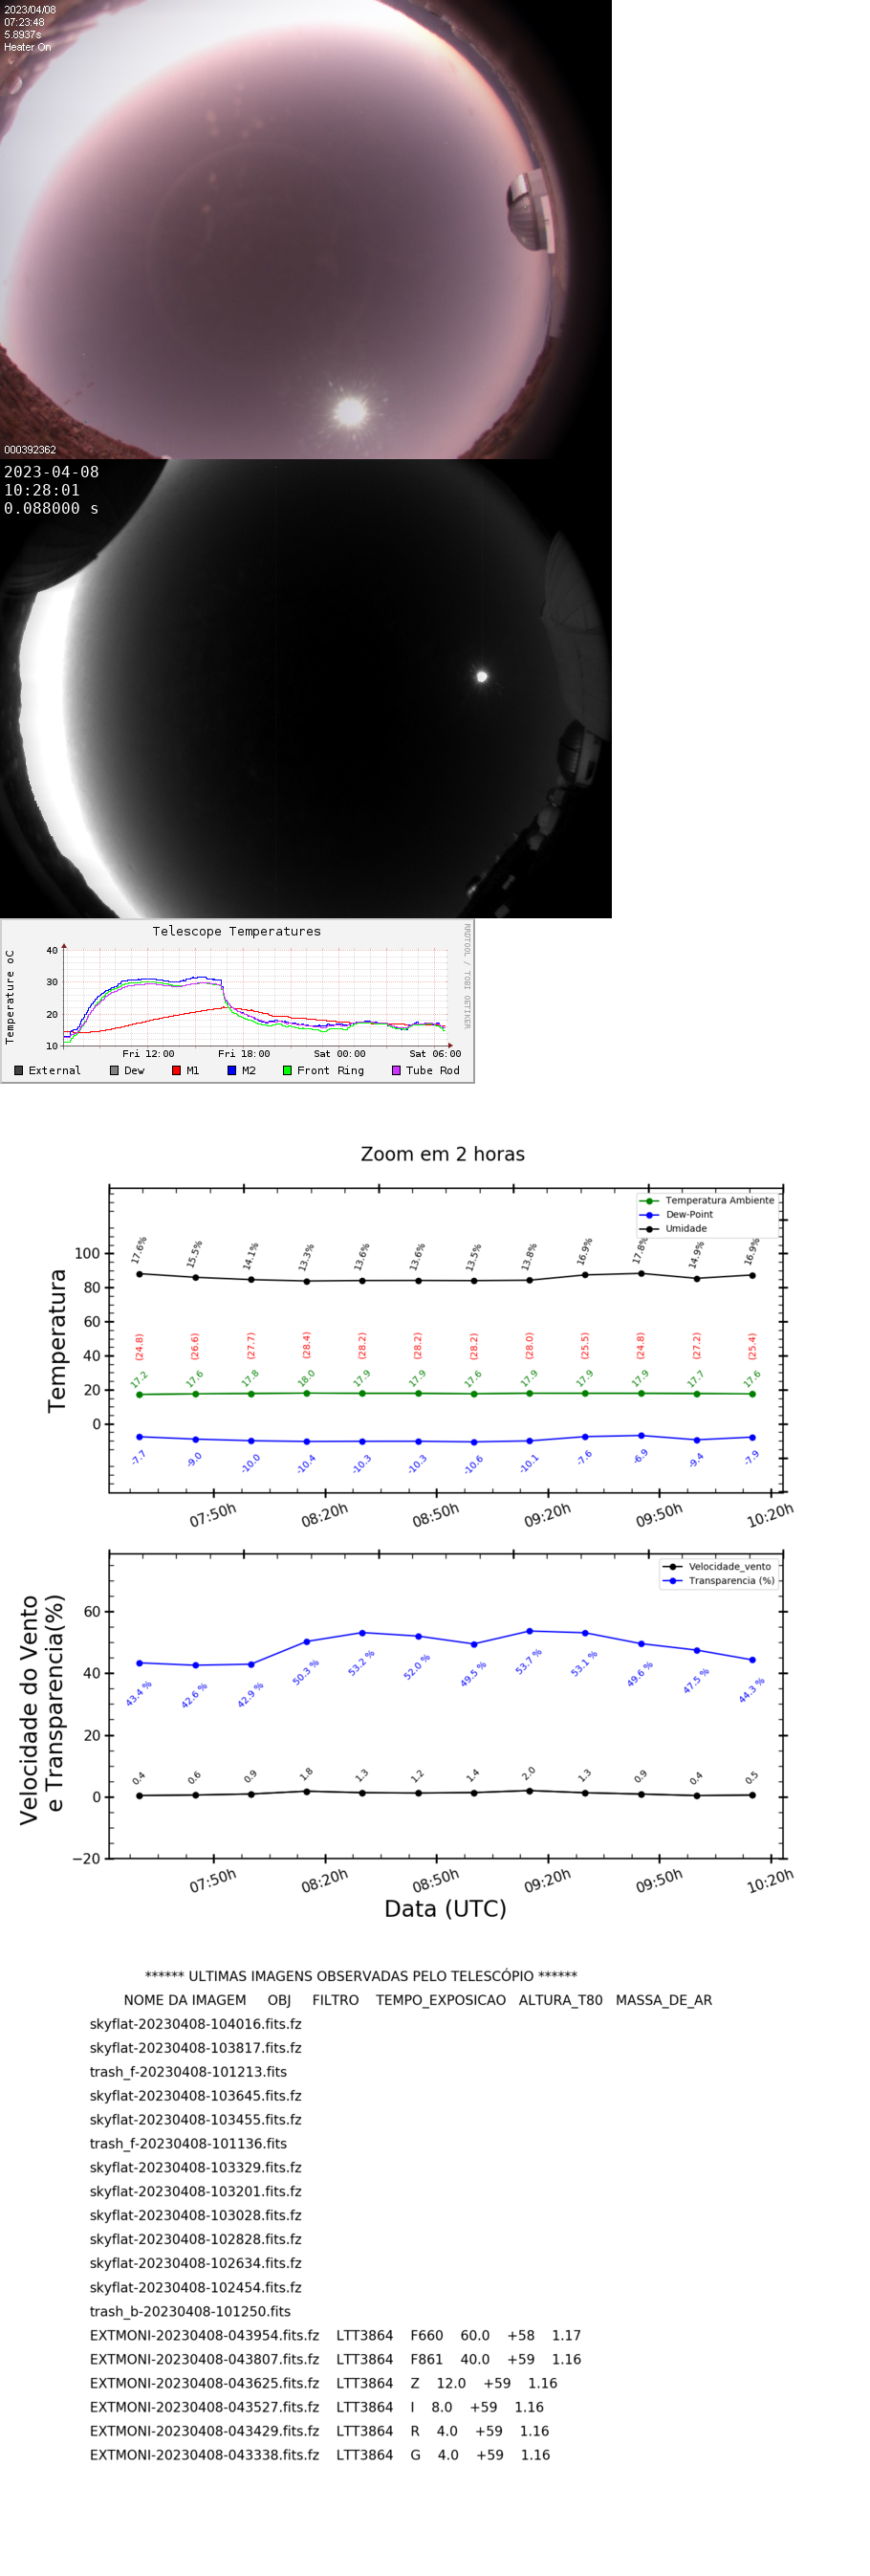 2023/04/08
07:23:48
5.8937s
Heater On
000392362
2023-04-08
10:28:01
0.088000 s
Telescope Temperatures
RRDTOOL / TOBI OETIKER
Temperature oC
40
30
20
10
Fri 12:00 Fri 18:00 Sat 00:00 Sat 06:00
External Dew M1 M2 Front Ring Tube Rod
Zoom em 2 horas
Temperatura
Temperatura Ambiente
Dew-Point
Umidade
100
80
60
40
20
0
17.6% 15.5% 14.1% 13.3% 13.6% 13.6% 13.5% 13.8% 16.9% 17.8% 14.9% 16.9%
(24.8) (26.6) (27.7) (28.4) (28.2) (28.2) (28.2) (28.0) (25.5) (24.8) (27.2) (25.4)
17.2 17.6 17.8 18.0 17.9 17.9 17.6 17.9 17.9 17.9 17.7 17.6
-7.7 -9.0 -10.0 -10.4 -10.3 -10.3 -10.6 -10.1 -7.6 -6.9 -9.4 -7.9
07:50h 08:20h 08:50h 09:20h 09:50h 10:20h
Velocidade do Vento
e Transparencia(%)
Velocidade_vento
Transparencia (%)
60
40
20
0
−20
43.4 % 42.6 % 42.9 % 50.3 % 53.2 % 52.0 % 49.5 % 53.7 % 53.1 % 49.6 % 47.5 % 44.3 %
0.4 0.6 0.9 1.8 1.3 1.2 1.4 2.0 1.3 0.9 0.4 0.5
07:50h 08:20h 08:50h 09:20h 09:50h 10:20h
Data (UTC)
****** ULTIMAS IMAGENS OBSERVADAS PELO TELESCÓPIO ******
NOME DA IMAGEM OBJ FILTRO TEMPO_EXPOSICAO ALTURA_T80 MASSA_DE_AR
skyflat-20230408-104016.fits.fz
skyflat-20230408-103817.fits.fz
trash_f-20230408-101213.fits
skyflat-20230408-103645.fits.fz
skyflat-20230408-103455.fits.fz
trash_f-20230408-101136.fits
skyflat-20230408-103329.fits.fz
skyflat-20230408-103201.fits.fz
skyflat-20230408-103028.fits.fz
skyflat-20230408-102828.fits.fz
skyflat-20230408-102634.fits.fz
skyflat-20230408-102454.fits.fz
trash_b-20230408-101250.fits
EXTMONI-20230408-043954.fits.fz LTT3864 F660 60.0 +58 1.17
EXTMONI-20230408-043807.fits.fz LTT3864 F861 40.0 +59 1.16
EXTMONI-20230408-043625.fits.fz LTT3864 Z 12.0 +59 1.16
EXTMONI-20230408-043527.fits.fz LTT3864 I 8.0 +59 1.16
EXTMONI-20230408-043429.fits.fz LTT3864 R 4.0 +59 1.16
EXTMONI-20230408-043338.fits.fz LTT3864 G 4.0 +59 1.16